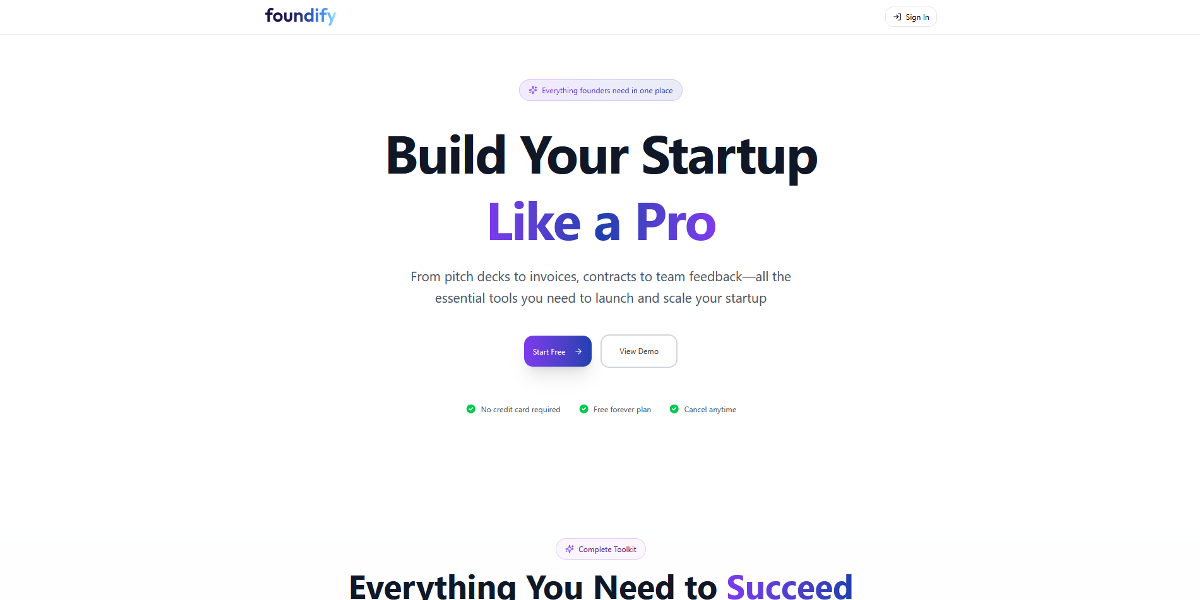 foundify
Sign In
Everything founders need in one place
Build Your Startup
Like a Pro
From pitch decks to invoices, contracts to team feedback—all the
essential tools you need to launch and scale your startup
Start Free
View Demo
No credit card required
Free forever plan
Cancel anytime
Complete Toolkit
Everything You Need to Succeed